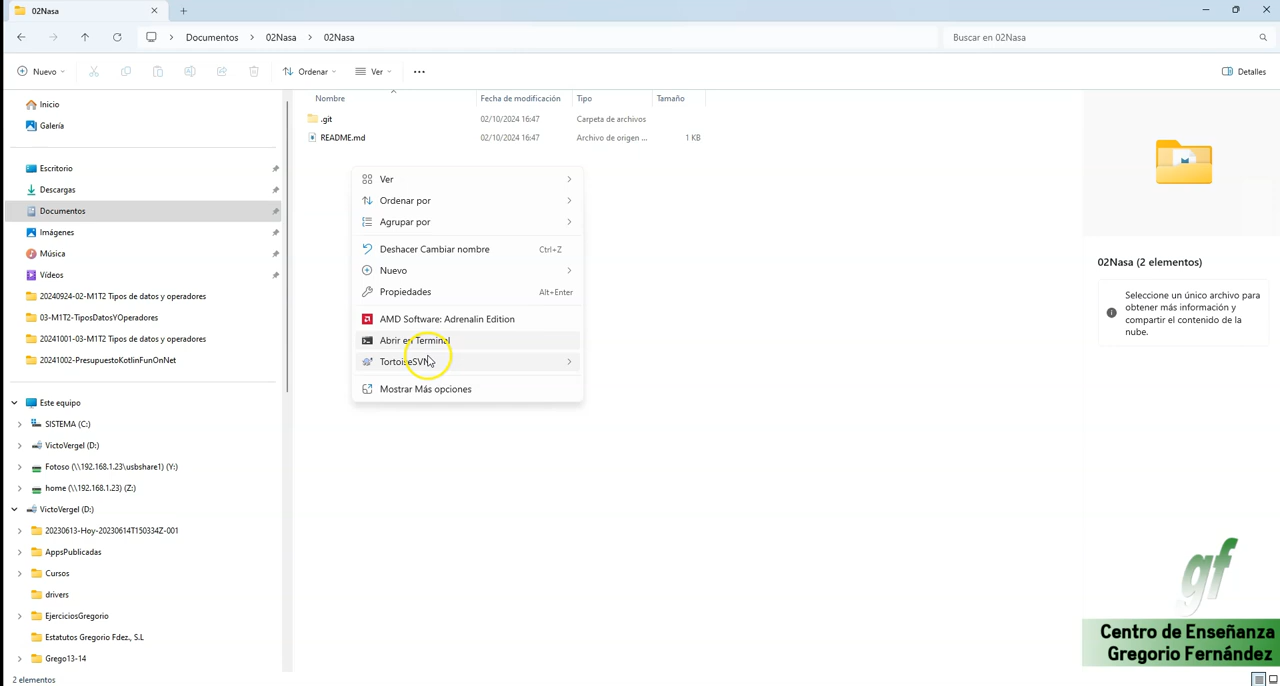 02Nasa
Documentos > 02Nasa > 02Nasa
Buscar en 02Nasa
Nuevo
Ordenar
Ver
Detalles
Inicio
Galería
Escritorio
Descargas
Documentos
Imágenes
Música
Vídeos
20240924-02-M1T2 Tipos de datos y operadores
03-M1T2-TiposDatosYOperadores
20241001-03-M1T2 Tipos de datos y operadores
20241002-PresupuestoKotlinFunOnNet
Este equipo
SISTEMA (C:)
VictoVergel (D:)
Fotoso (\\192.168.1.23\usbshare1) (Y:)
home (\\192.168.1.23) (Z:)
VictoVergel (D:)
20230613-Hoy-20230614T150334Z-001
AppsPublicadas
Cursos
drivers
EjerciciosGregorio
Estatutos Gregorio Fdez., S.L
Grego13-14
2 elementos
Nombre Fecha de modificación Tipo Tamaño
.git 02/10/2024 16:47 Carpeta de archivos
README.md 02/10/2024 16:47 Archivo de origen ... 1 KB
Ver
Ordenar por
Agrupar por
Deshacer Cambiar nombre Ctrl+Z
Nuevo
Propiedades Alt+Enter
AMD Software: Adrenalin Edition
Abrir en Terminal
TortoiseSVN
Mostrar Más opciones
02Nasa (2 elementos)
Seleccione un único archivo para
obtener más información y
compartir el contenido de la
nube.
gf
Centro de Enseñanza
Gregorio Fernández